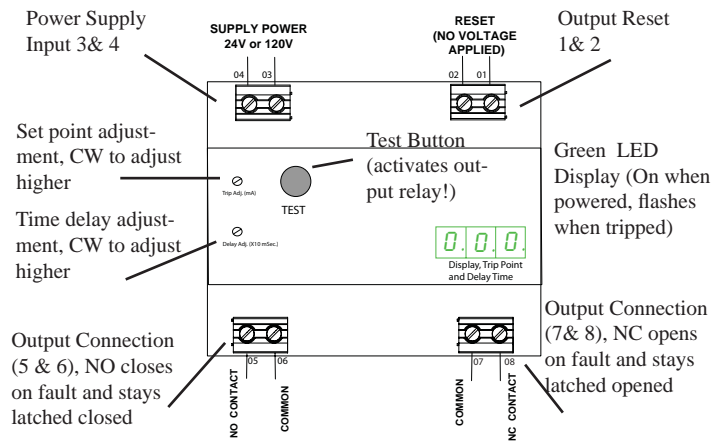 Power Supply
Input 3& 4
SUPPLY POWER
24V or 120V
RESET
(NO VOLTAGE
APPLIED)
Output Reset
1& 2
04 03
02 01
Set point adjust-
ment, CW to adjust
higher
Test Button
(activates out-
put relay!)
Green LED
Display (On when
powered, flashes
when tripped)
Trip Adj. (mA)
TEST
Time delay adjust-
ment, CW to adjust
higher
Delay Adj. (X10 mSec.)
0. 0. 0.
Display, Trip Point
and Delay Time
Output Connection
(5 & 6), NO closes
on fault and stays
latched closed
Output Connection
(7& 8), NC opens
on fault and stays
latched opened
05 06
07 08
NO CONTACT
COMMON
COMMON
NC CONTACT